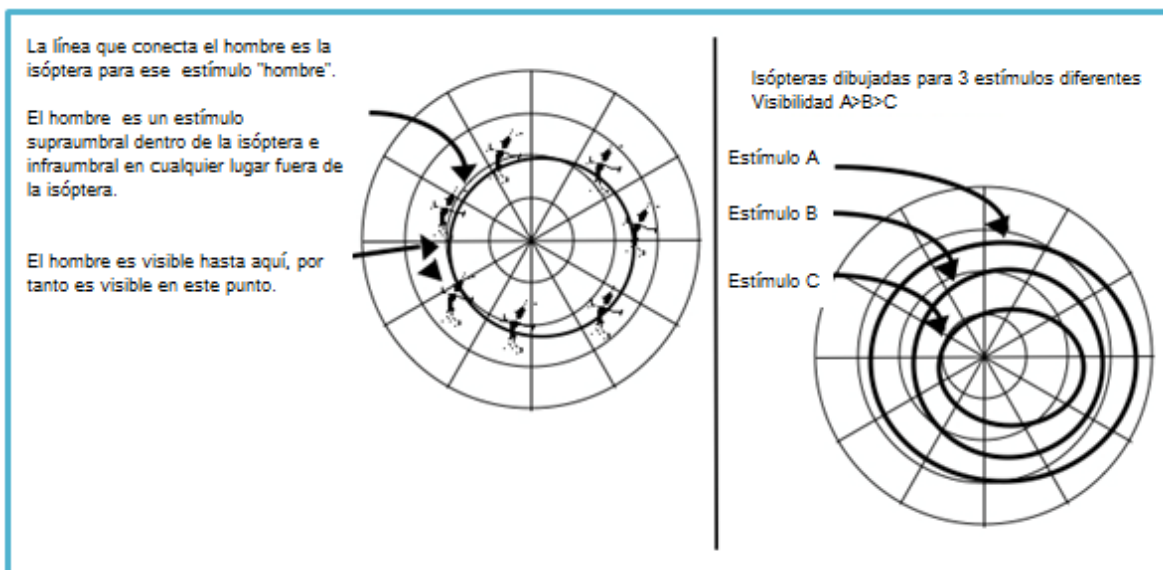 La línea que conecta el hombre es la
isóptera para ese estímulo "hombre".
El hombre es un estímulo
supraumbral dentro de la isóptera e
infraumbral en cualquier lugar fuera de
la isóptera.
El hombre es visible hasta aquí, por
tanto es visible en este punto.
Isópteras dibujadas para 3 estímulos diferentes
Visibilidad A>B>C
Estímulo A
Estímulo B
Estímulo C